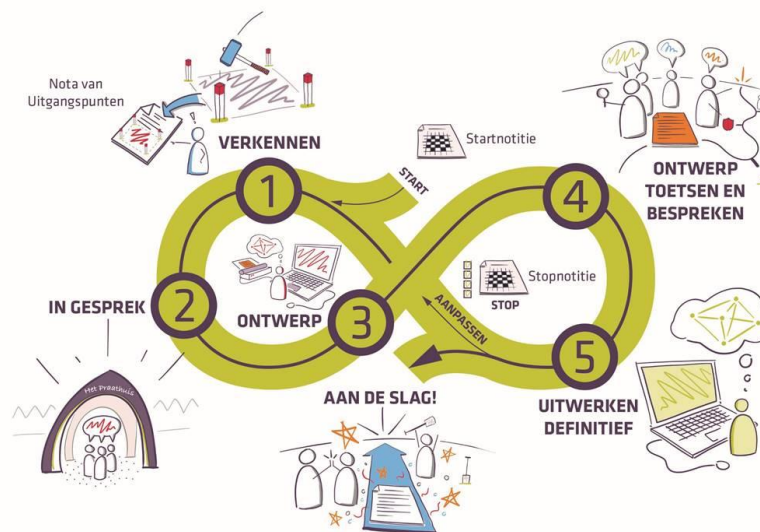 Nota van
Uitgangspunten
VERKENNEN
1
Startnotitie
START
4
ONTWERP
TOETSEN EN
BESPREKEN
IN GESPREK
2
ONTWERP
3
Stopnotitie
STOP
AANPASSEN
5
UITWERKEN
DEFINITIEF
Het Praathuis
AAN DE SLAG!